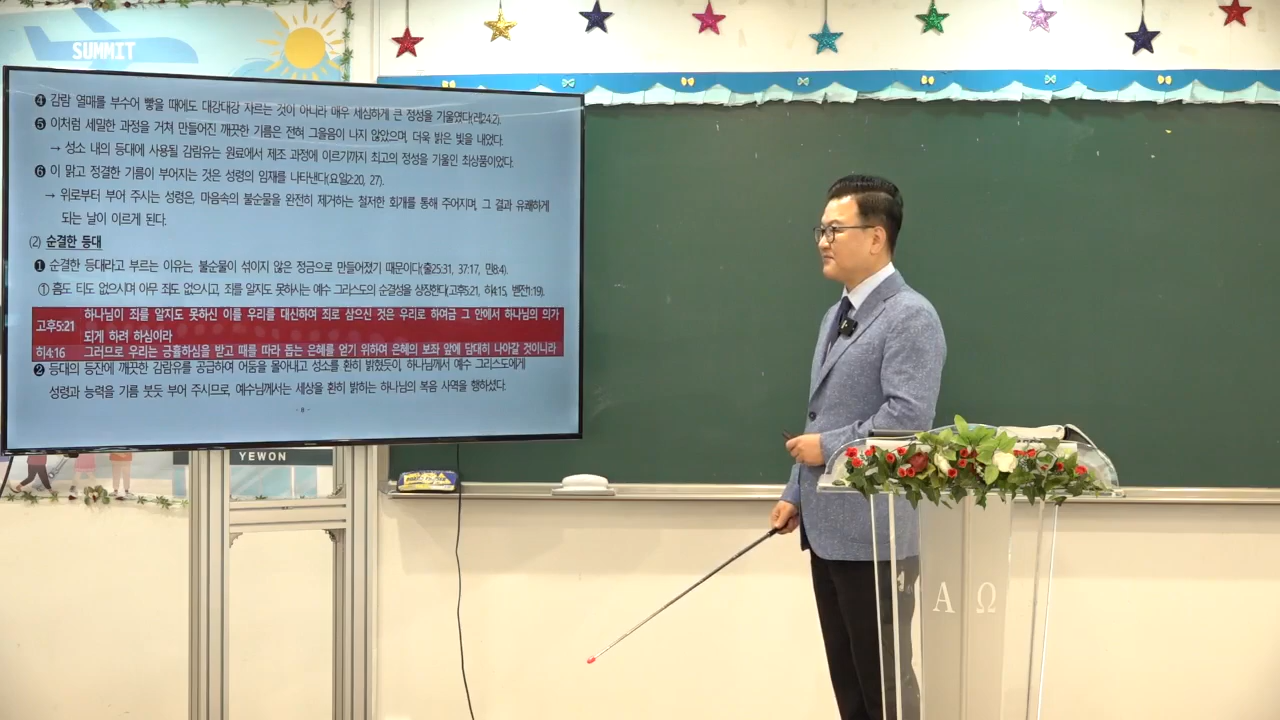 SUMMIT
❹ 감람 열매를 부수어 빻을 때에도 대강대강 자르는 것이 아니라 매우 세심하게 큰 정성을 기울였다(레24:2).
❺ 이처럼 세밀한 과정을 거쳐 만들어진 깨끗한 기름은 전혀 그을음이 나지 않았으며, 더욱 밝은 빛을 내었다.
→ 성소 내의 등대에 사용될 감람유는 원료에서 제조 과정에 이르기까지 최고의 정성을 기울인 최상품이었다.
❻ 이 맑고 정결한 기름이 부어지는 것은 성령의 임재를 나타낸다(요일2:20, 27).
→ 위로부터 부어 주시는 성령은, 마음속의 불순물을 완전히 제거하는 철저한 회개를 통해 주어지며, 그 결과 유쾌하게
되는 날이 이르게 된다.
(2) 순결한 등대
❶ 순결한 등대라고 부르는 이유는, 불순물이 섞이지 않은 정금으로 만들어졌기 때문이다(출25:31, 37:17, 민8:4).
① 흠도 티도 없으시며 아무 죄도 없으시고, 죄를 알지도 못하시는 예수 그리스도의 순결성을 상징한다(고후5:21, 히4:15, 벧전1:19).
고후5:21 하나님이 죄를 알지도 못하신 이를 우리를 대신하여 죄로 삼으신 것은 우리로 하여금 그 안에서 하나님의 의가
되게 하려 하심이라
히4:16 그러므로 우리는 긍휼하심을 받고 때를 따라 돕는 은혜를 얻기 위하여 은혜의 보좌 앞에 담대히 나아갈 것이니라
❷ 등대의 등잔에 깨끗한 감람유를 공급하여 어둠을 몰아내고 성소를 환히 밝혔듯이, 하나님께서 예수 그리스도에게
성령과 능력을 기름 붓듯 부어 주시므로, 예수님께서는 세상을 환히 밝히는 하나님의 복음 사역을 행하셨다.
- 8 -
YEWON
Α Ω